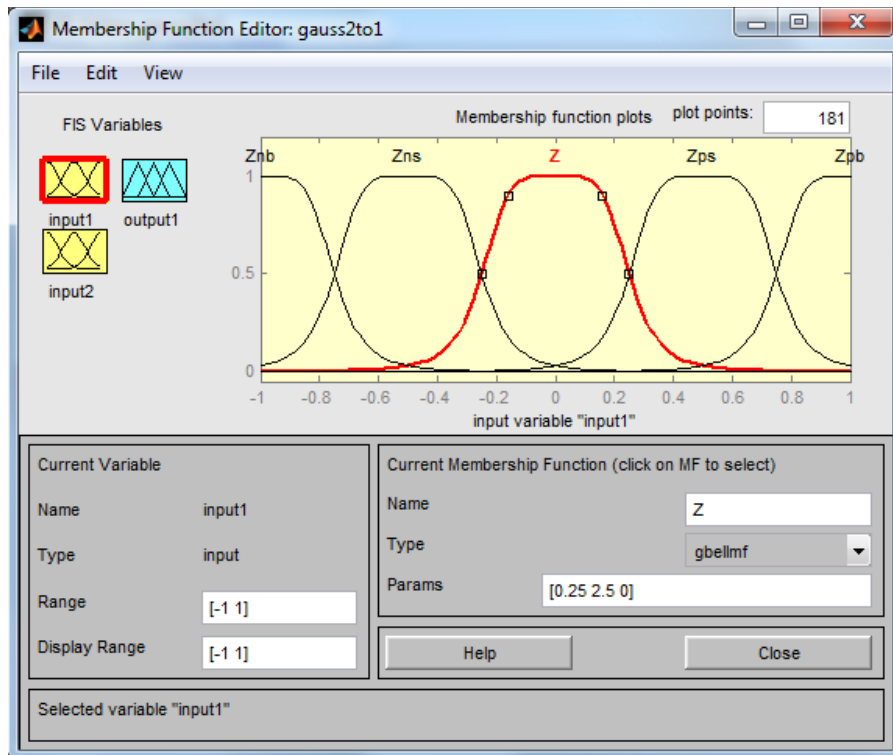 Membership Function Editor: gauss2to1
File Edit View
FIS Variables
input1
output1
input2
Membership function plots plot points: 181
Znb Zns Z Zps Zpb
1
0.5
0
-1 -0.8 -0.6 -0.4 -0.2 0 0.2 0.4 0.6 0.8 1
input variable "input1"
Current Variable
Name input1
Type input
Range [-1 1]
Display Range [-1 1]
Current Membership Function (click on MF to select)
Name Z
Type gbellmf
Params [0.25 2.5 0]
Help Close
Selected variable "input1"